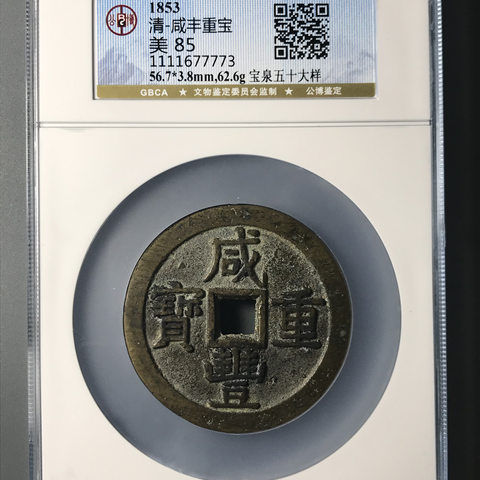 1853
清-咸丰重宝
美 85
1111677773
56.7*3.8mm,62.6g 宝泉五十大样
GBCA ★ 文物鉴定委员会监制 ★ 公博鉴定
咸
豐
重
寶